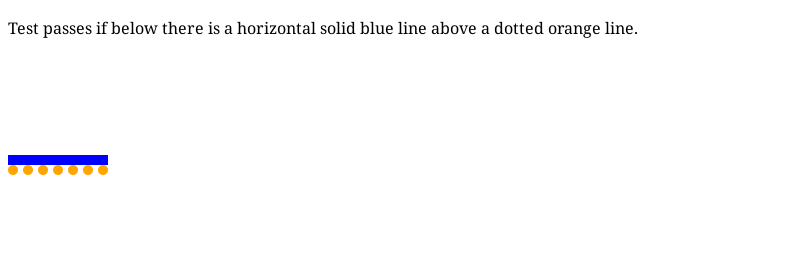 Test passes if below there is a horizontal solid blue line above a dotted orange line.